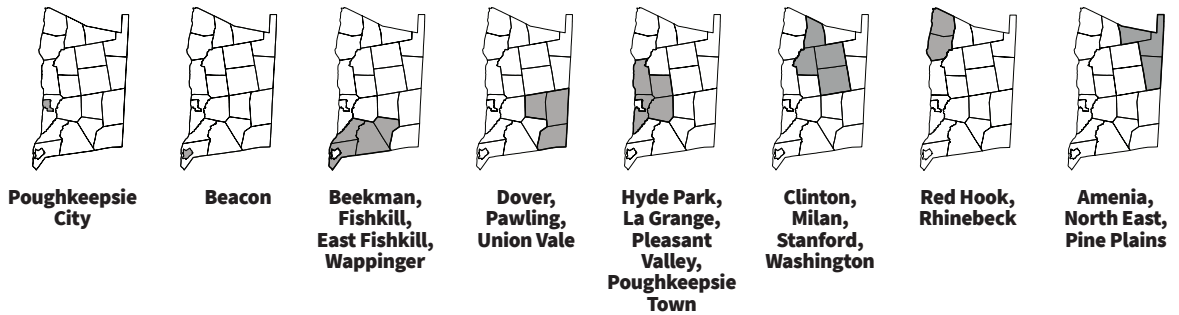 Poughkeepsie
City
Beacon
Beekman,
Fishkill,
East Fishkill,
Wappinger
Dover,
Pawling,
Union Vale
Hyde Park,
La Grange,
Pleasant
Valley,
Poughkeepsie
Town
Clinton,
Milan,
Stanford,
Washington
Red Hook,
Rhinebeck
Amenia,
North East,
Pine Plains